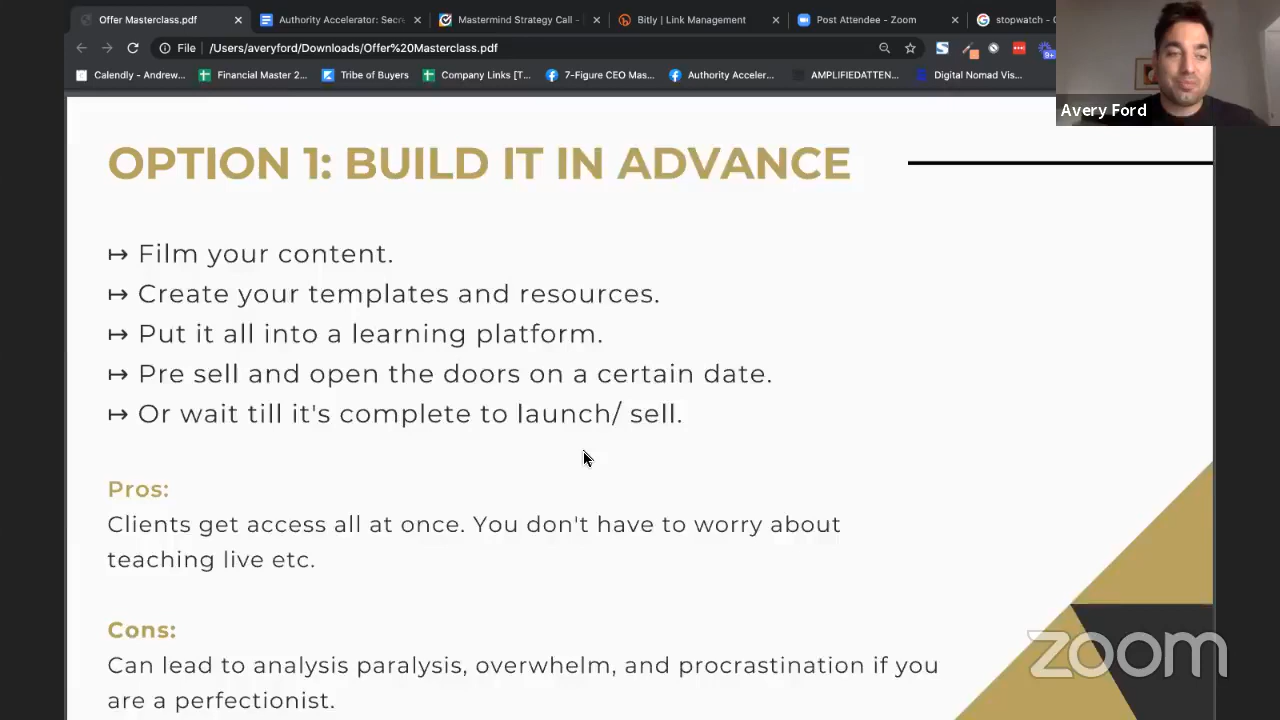 Offer Masterclass.pdf
Authority Accelerator: Secre
Mastermind Strategy Call -
Bitly | Link Management
Post Attendee - Zoom
stopwatch - G
File
/Users/averyford/Downloads/Offer%20Masterclass.pdf
Calendly - Andrew...
Financial Master 2...
Tribe of Buyers
Company Links [T...
7-Figure CEO Mas...
Authority Acceler...
AMPLIFIEDATTEN...
Digital Nomad Vis...
Avery Ford
OPTION 1: BUILD IT IN ADVANCE
↦ Film your content.
↦ Create your templates and resources.
↦ Put it all into a learning platform.
↦ Pre sell and open the doors on a certain date.
↦ Or wait till it's complete to launch/ sell.
Pros:
Clients get access all at once. You don't have to worry about
teaching live etc.
Cons:
Can lead to analysis paralysis, overwhelm, and procrastination if you
are a perfectionist.
zoom